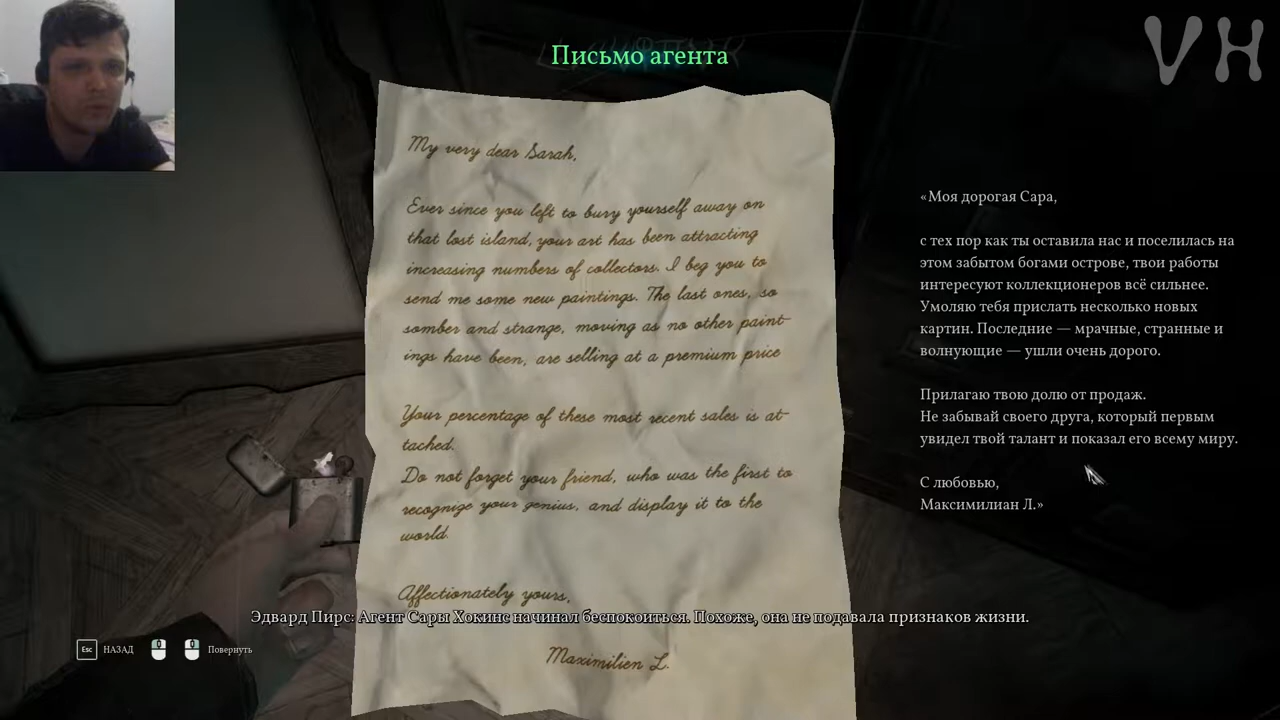 VH
Письмо агента
My very dear Sarah,
Ever since you left to bury yourself away on
that lost island, your art has been attracting
increasing numbers of collectors. I beg you to
send me some new paintings. The last ones, so
somber and strange, moving as no other paint-
ings have been, are selling at a premium price
Your percentage of these most recent sales is at-
tached.
Do not forget your friend, who was the first to
recognize your genius, and display it to the
world.
Affectionately yours,
Maximilien L.
«Моя дорогая Сара,
с тех пор как ты оставила нас и поселилась на
этом забытом богами острове, твои работы
интересуют коллекционеров всё сильнее.
Умоляю тебя прислать несколько новых
картин. Последние — мрачные, странные и
волнующие — ушли очень дорого.
Прилагаю твою долю от продаж.
Не забывай своего друга, который первым
увидел твой талант и показал его всему миру.
С любовью,
Максимилиан Л.»
Эдвард Пирс: Агент Сары Хокинс начинал беспокоиться. Похоже, она не подавала признаков жизни.
Esc НАЗАД Повернуть